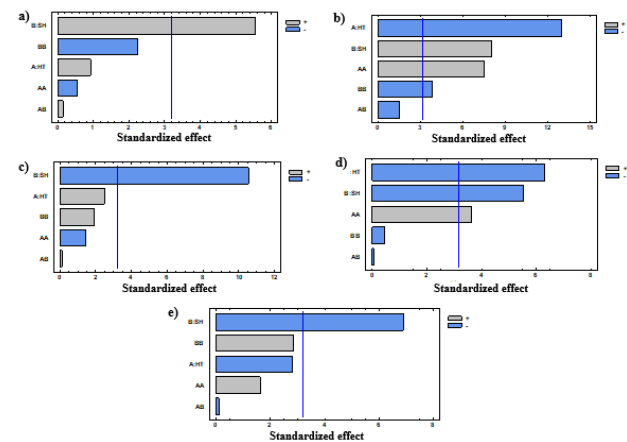 a)
B:SH
BB
A:HT
AA
AB
0 1 2 3 4 5 6
Standardized effect
+
-
b)
A:HT
B:SH
AA
BB
AB
0 3 6 9 12 15
Standardized effect
+
-
c)
B:SH
A:HT
BB
AA
AB
0 2 4 6 8 10 12
Standardized effect
+
-
d)
:HT
B:SH
AA
BB
AB
0 2 4 6 8
Standardized effect
+
-
e)
B:SH
BB
A:HT
AA
AB
0 2 4 6 8
Standardized effect
+
-